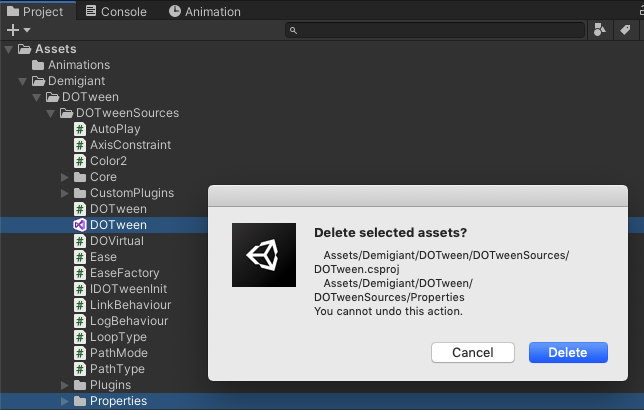 Project
Console
Animation
Assets
Animations
Demigiant
DOTween
DOTweenSources
AutoPlay
AxisConstraint
Color2
Core
CustomPlugins
DOTween
DOTween
DOVirtual
Ease
EaseFactory
IDOTweenInit
LinkBehaviour
LogBehaviour
LoopType
PathMode
PathType
Plugins
Properties
Delete selected assets?
Assets/Demigiant/DOTween/DOTweenSources/
DOTween.csproj
Assets/Demigiant/DOTween/
DOTweenSources/Properties
You cannot undo this action.
Cancel
Delete